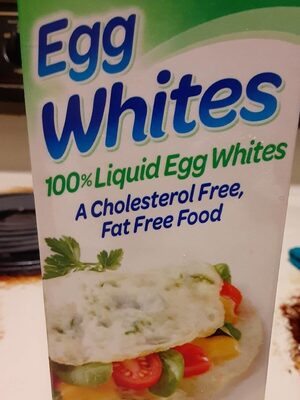 Egg
Whites
100% Liquid Egg Whites
A Cholesterol Free,
Fat Free Food